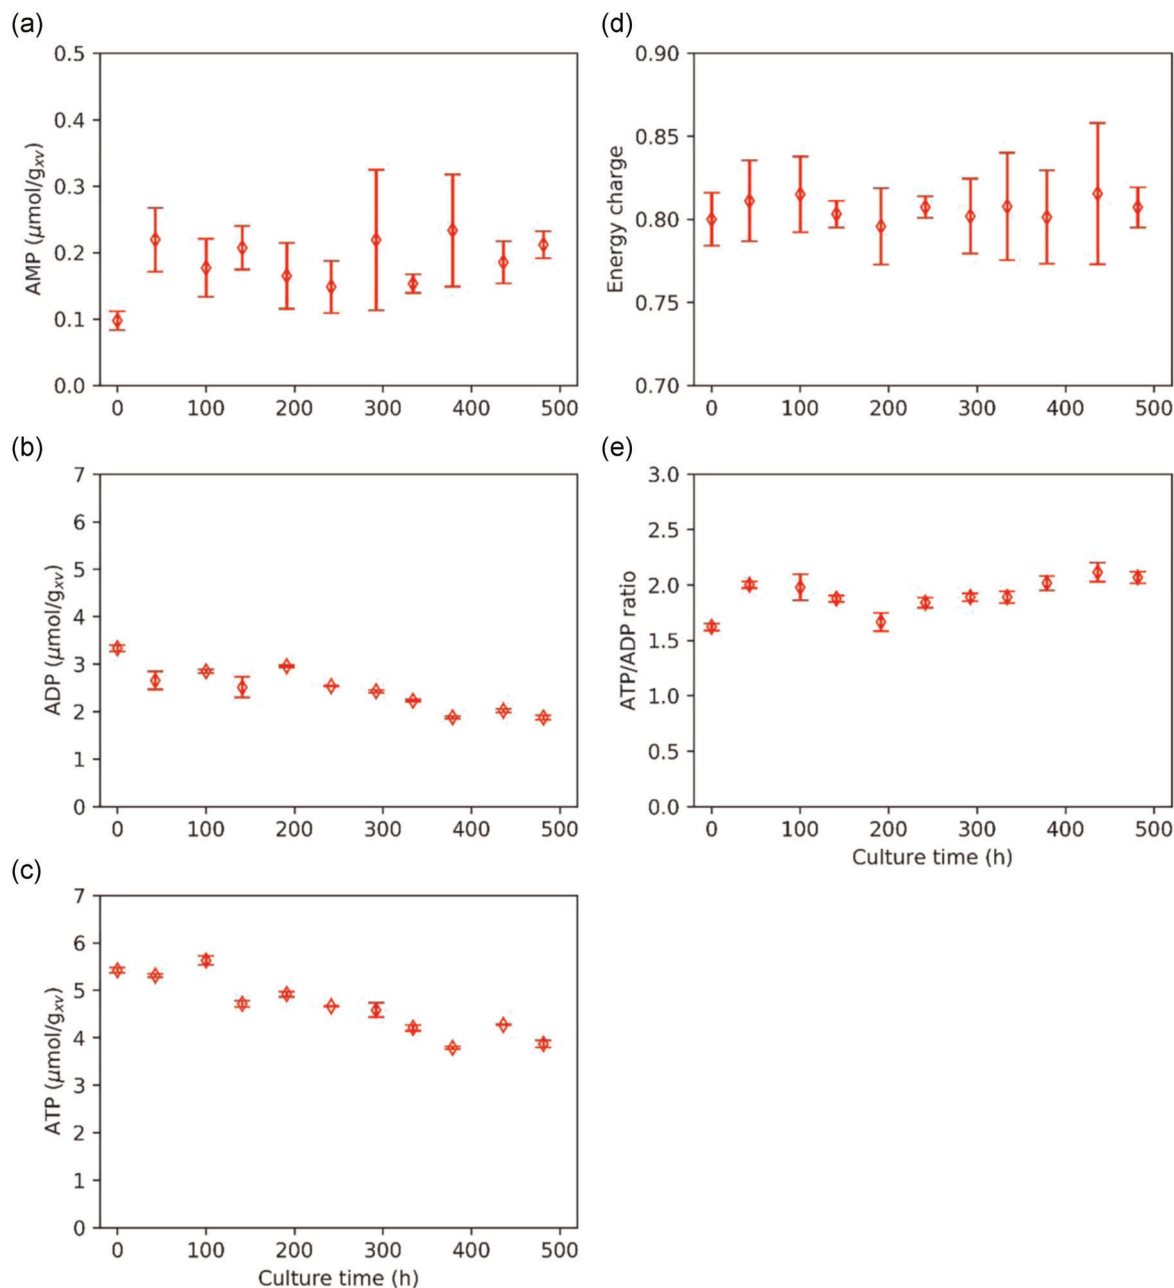 (a)
0.5
0.4
0.3
0.2
0.1
0.0
AMP (μmol/gxv)
0 100 200 300 400 500
(b)
7
6
5
4
3
2
1
0
ADP (μmol/gxv)
0 100 200 300 400 500
(c)
7
6
5
4
3
2
1
0
ATP (μmol/gxv)
0 100 200 300 400 500
Culture time (h)
(d)
0.90
0.85
0.80
0.75
0.70
Energy charge
0 100 200 300 400 500
(e)
3.0
2.5
2.0
1.5
1.0
0.5
0.0
ATP/ADP ratio
0 100 200 300 400 500
Culture time (h)